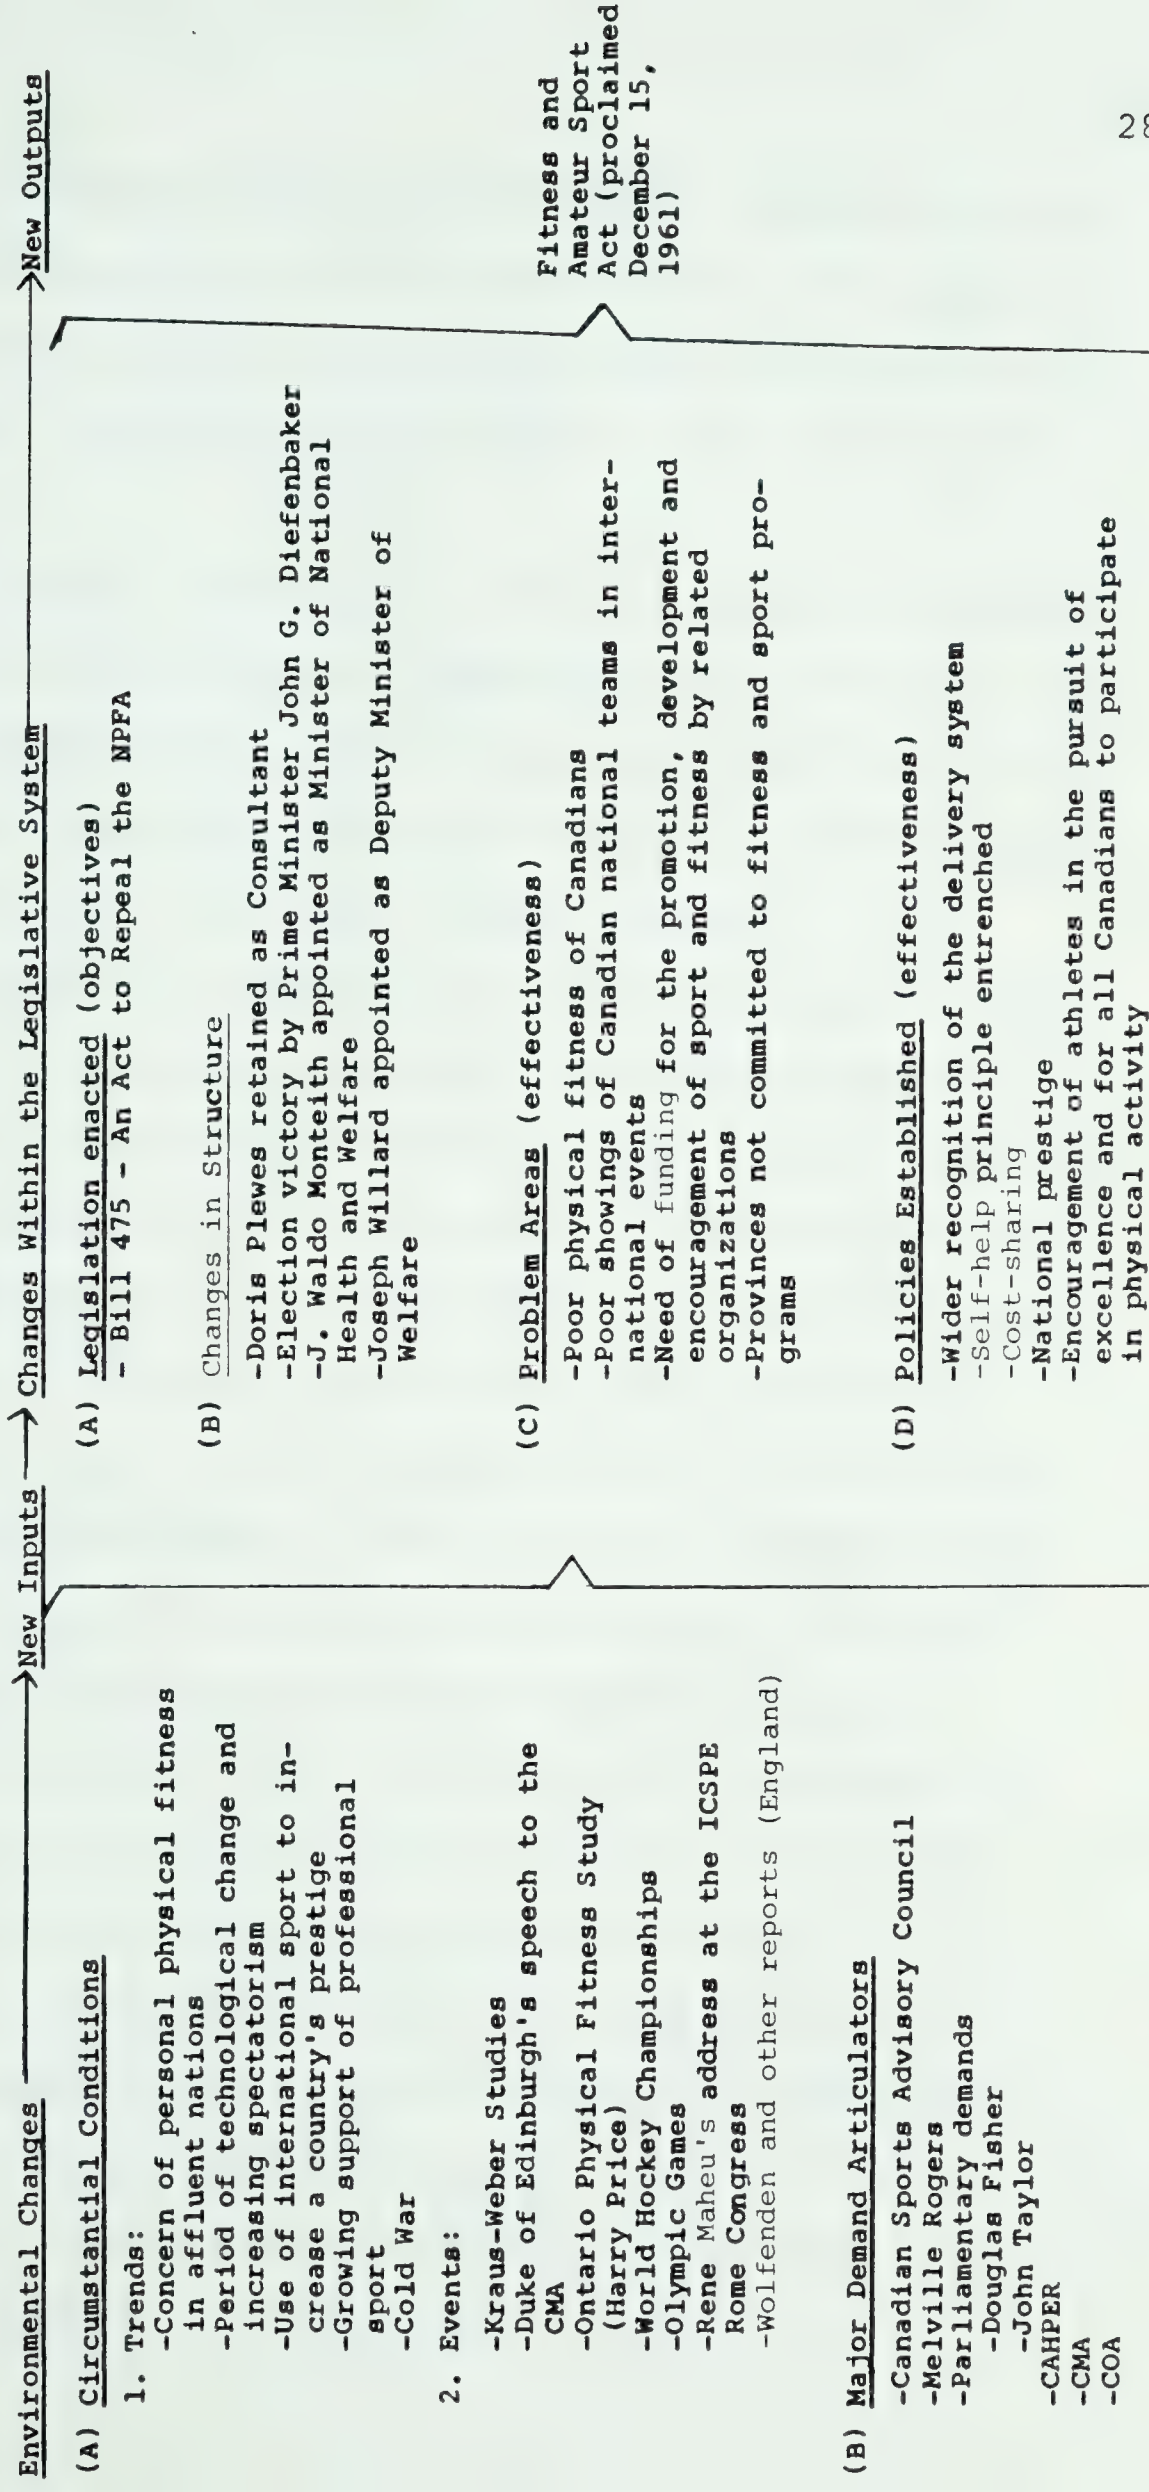 Environmental Changes
New Inputs
Changes Within the Legislative System
New Outputs
(A) Circumstantial Conditions
1. Trends:
-Concern of personal physical fitness
in affluent nations
-Period of technological change and
increasing spectatorism
-Use of international sport to in-
crease a country's prestige
-Growing support of professional
sport
-Cold War
2. Events:
-Kraus-Weber Studies
-Duke of Edinburgh's speech to the
CMA
-Ontario Physical Fitness Study
(Harry Price)
-World Hockey Championships
-Olympic Games
-Rene Maheu's address at the ICSPE
Rome Congress
-Wolfenden and other reports (England)
(B) Major Demand Articulators
-Canadian Sports Advisory Council
-Melville Rogers
-Parliamentary demands
-Douglas Fisher
-John Taylor
-CAHPER
-CMA
-COA
(A) Legislation enacted (objectives)
- Bill 475 - An Act to Repeal the NPFA
(B) Changes in Structure
-Doris Plewes retained as Consultant
-Election victory by Prime Minister John G. Diefenbaker
-J. Waldo Monteith appointed as Minister of National
Health and Welfare
-Joseph Willard appointed as Deputy Minister of
Welfare
(C) Problem Areas (effectiveness)
-Poor physical fitness of Canadians
-Poor showings of Canadian national teams in inter-
national events
-Need of funding for the promotion, development and
encouragement of sport and fitness by related
organizations
-Provinces not committed to fitness and sport pro-
grams
(D) Policies Established (effectiveness)
-Wider recognition of the delivery system
-Self-help principle entrenched
-Cost-sharing
-National prestige
-Encouragement of athletes in the pursuit of
excellence and for all Canadians to participate
in physical activity
Fitness and
Amateur Sport
Act (proclaimed
December 15,
1961)
28